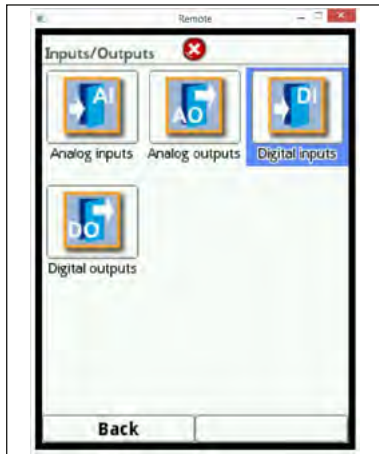 Remote
Inputs/Outputs
AI AO DI
Analog inputs Analog outputs Digital inputs
DO
Digital outputs
Back